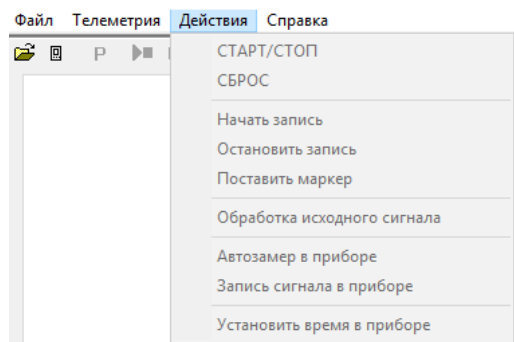 Файл Телеметрия Действия Справка
Р
СТАРТ/СТОП
СБРОС
Начать запись
Остановить запись
Поставить маркер
Обработка исходного сигнала
Автозамер в приборе
Запись сигнала в приборе
Установить время в приборе